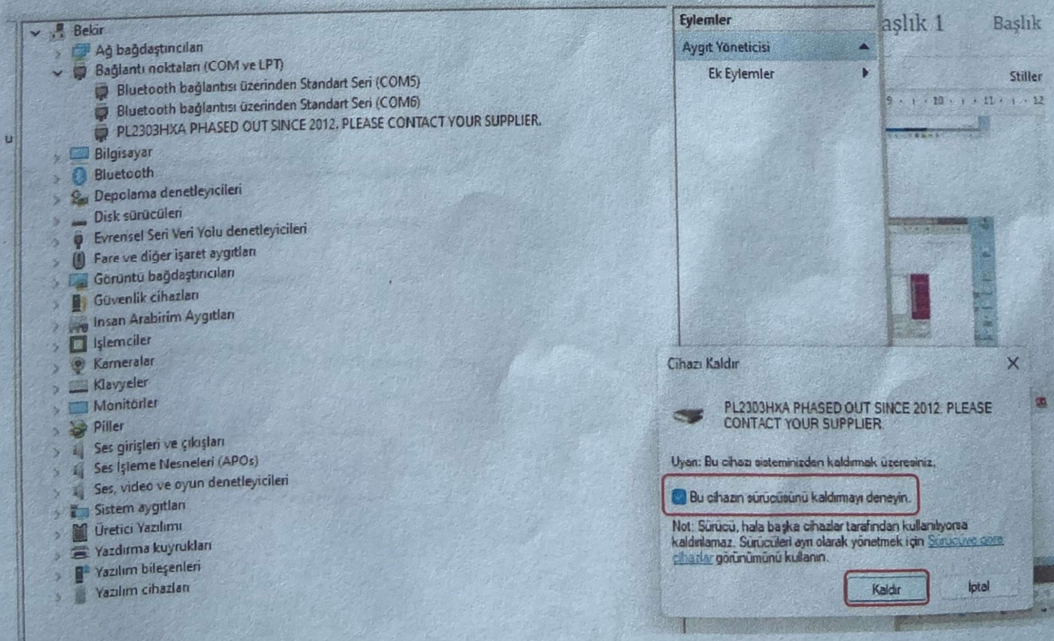 Bekir
Ağ bağdaştırıcıları
Bağlantı noktaları (COM ve LPT)
Bluetooth bağlantısı üzerinden Standart Seri (COM5)
Bluetooth bağlantısı üzerinden Standart Seri (COM6)
PL2303HXA PHASED OUT SINCE 2012. PLEASE CONTACT YOUR SUPPLIER.
Bilgisayar
Bluetooth
Depolama denetleyicileri
Disk sürücüleri
Evrensel Seri Veri Yolu denetleyicileri
Fare ve diğer işaret aygıtları
Görüntü bağdaştırıcıları
Güvenlik cihazları
İnsan Arabirim Aygıtları
İşlemciler
Kameralar
Klavyeler
Monitörler
Piller
Ses girişleri ve çıkışları
Ses İşleme Nesneleri (APOs)
Ses, video ve oyun denetleyicileri
Sistem aygıtları
Üretici Yazılımı
Yazdırma kuyrukları
Yazılım bileşenleri
Yazılım cihazları
u
Eylemler
Aygıt Yöneticisi
Ek Eylemler
aşlık 1 Başlık
Stiller
9 10 11 12
Cihazı Kaldır
PL2303HXA PHASED OUT SINCE 2012. PLEASE
CONTACT YOUR SUPPLIER.
Uyarı: Bu cihazı sisteminizden kaldırmak üzeresiniz.
Bu cihazın sürücüsünü kaldırmayı deneyin.
Not: Sürücü, hala başka cihazlar tarafından kullanılıyorsa
kaldırılamaz. Sürücüleri ayrı olarak yönetmek için Sürücüye göre
cihazlar görünümünü kullanın.
Kaldır İptal